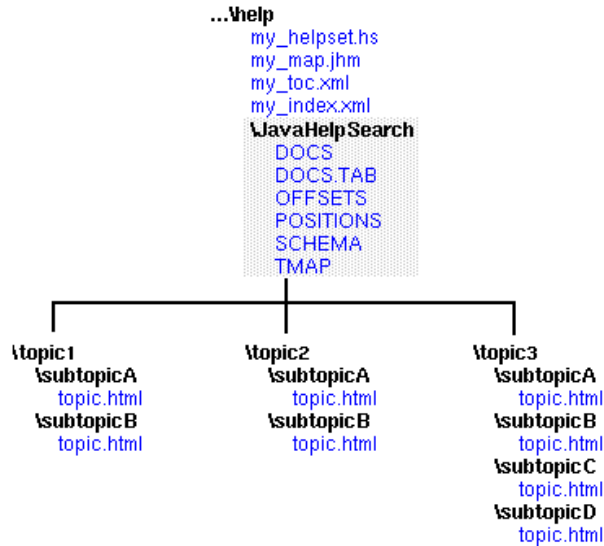 ...\help
my_helpset.hs
my_map.jhm
my_toc.xml
my_index.xml
\JavaHelpSearch
DOCS
DOCS.TAB
OFFSETS
POSITIONS
SCHEMA
TMAP
\topic1
\subtopicA
topic.html
\subtopicB
topic.html
\topic2
\subtopicA
topic.html
\subtopicB
topic.html
\topic3
\subtopicA
topic.html
\subtopicB
topic.html
\subtopicC
topic.html
\subtopicD
topic.html